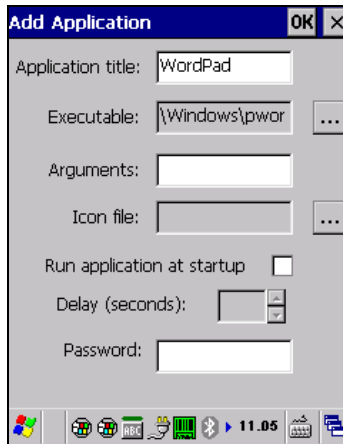 Add Application OK ×
Application title: WordPad
Executable: \Windows\pwor ...
Arguments:
Icon file: ...
Run application at startup
Delay (seconds):
Password:
ABC 11.05